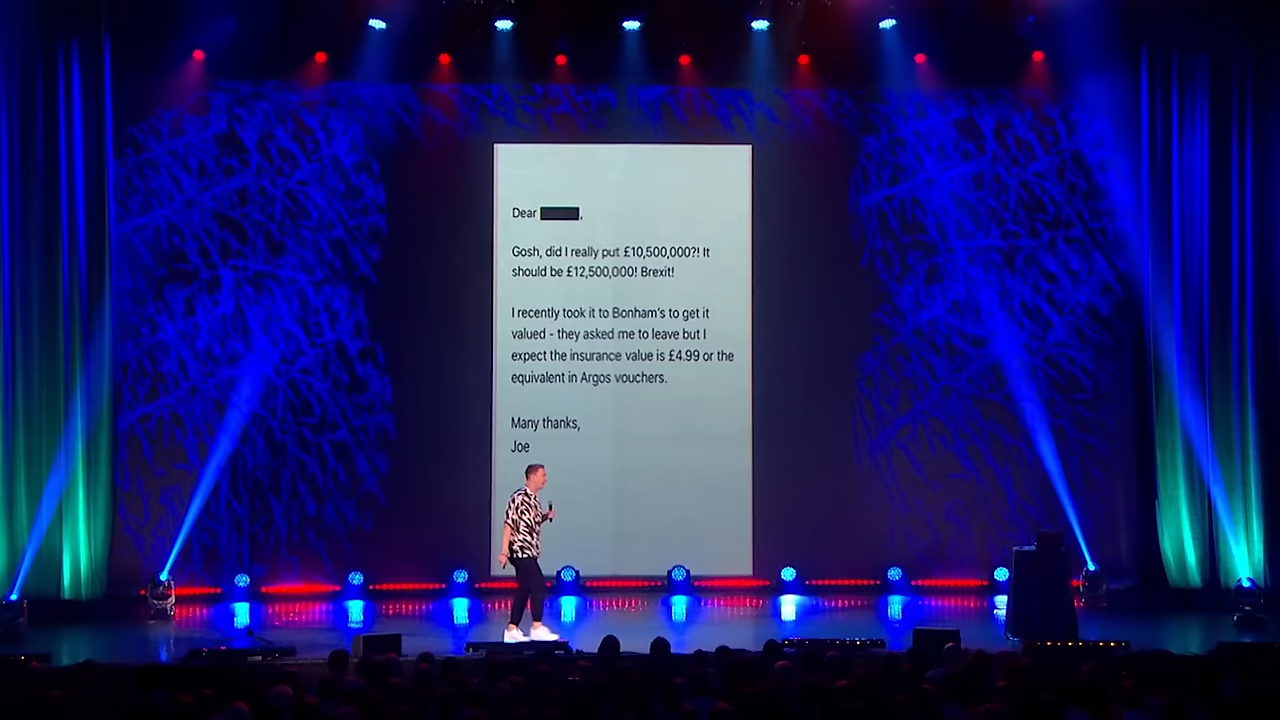 Dear ,
Gosh, did I really put £10,500,000?! It
should be £12,500,000! Brexit!
I recently took it to Bonham's to get it
valued - they asked me to leave but I
expect the insurance value is £4.99 or the
equivalent in Argos vouchers.
Many thanks,
Joe